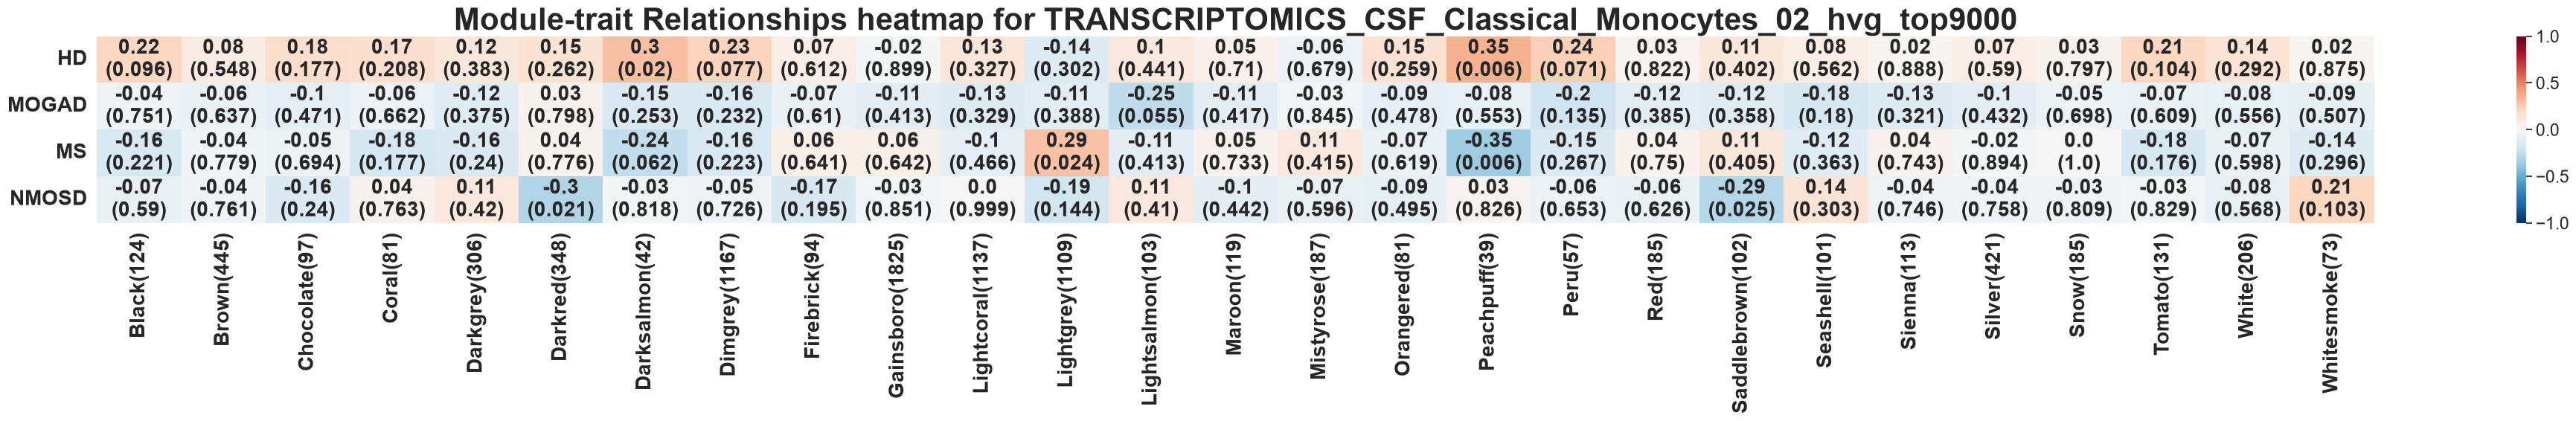 Module-trait Relationships heatmap for TRANSCRIPTOMICS_CSF_Classical_Monocytes_02_hvg_top9000
HD
0.22 0.08 0.18 0.17 0.12 0.15 0.3 0.23 0.07 -0.02 0.13 -0.14 0.1 0.05 -0.06 0.15 0.35 0.24 0.03 0.11 0.08 0.02 0.07 0.03 0.21 0.14 0.02
(0.096) (0.548) (0.177) (0.208) (0.383) (0.262) (0.02) (0.077) (0.612) (0.899) (0.327) (0.302) (0.441) (0.71) (0.679) (0.259) (0.006) (0.071) (0.822) (0.402) (0.562) (0.888) (0.59) (0.797) (0.104) (0.292) (0.875)
MOGAD
-0.04 -0.06 -0.1 -0.06 -0.12 0.03 -0.15 -0.16 -0.07 -0.11 -0.13 -0.11 -0.25 -0.11 -0.03 -0.09 -0.08 -0.2 -0.12 -0.12 -0.18 -0.13 -0.1 -0.05 -0.07 -0.08 -0.09
(0.751) (0.637) (0.471) (0.662) (0.375) (0.798) (0.253) (0.232) (0.61) (0.413) (0.329) (0.388) (0.055) (0.417) (0.845) (0.478) (0.553) (0.135) (0.385) (0.358) (0.18) (0.321) (0.432) (0.698) (0.609) (0.556) (0.507)
MS
-0.16 -0.04 -0.05 -0.18 -0.16 0.04 -0.24 -0.16 0.06 0.06 -0.1 0.29 -0.11 0.05 0.11 -0.07 -0.35 -0.15 0.04 0.11 -0.12 0.04 -0.02 0.0 -0.18 -0.07 -0.14
(0.221) (0.779) (0.694) (0.177) (0.24) (0.776) (0.062) (0.223) (0.641) (0.642) (0.466) (0.024) (0.413) (0.733) (0.415) (0.619) (0.006) (0.267) (0.75) (0.405) (0.363) (0.743) (0.894) (1.0) (0.176) (0.598) (0.296)
NMOSD
-0.07 -0.04 -0.16 0.04 0.11 -0.3 -0.03 -0.05 -0.17 -0.03 0.0 -0.19 0.11 -0.1 -0.07 -0.09 0.03 -0.06 -0.06 -0.29 0.14 -0.04 -0.04 -0.03 -0.03 -0.08 0.21
(0.59) (0.761) (0.24) (0.763) (0.42) (0.021) (0.818) (0.726) (0.195) (0.851) (0.999) (0.144) (0.41) (0.442) (0.596) (0.495) (0.826) (0.653) (0.626) (0.025) (0.303) (0.746) (0.758) (0.809) (0.829) (0.568) (0.103)
Black(124)
Brown(445)
Chocolate(97)
Coral(81)
Darkgrey(306)
Darkred(348)
Darksalmon(42)
Dimgrey(1167)
Firebrick(94)
Gainsboro(1825)
Lightcoral(1137)
Lightgrey(1109)
Lightsalmon(103)
Maroon(119)
Mistyrose(187)
Orangered(81)
Peachpuff(39)
Peru(57)
Red(185)
Saddlebrown(102)
Seashell(101)
Sienna(113)
Silver(421)
Snow(185)
Tomato(131)
White(206)
Whitesmoke(73)
1.0
0.5
0.0
−0.5
−1.0